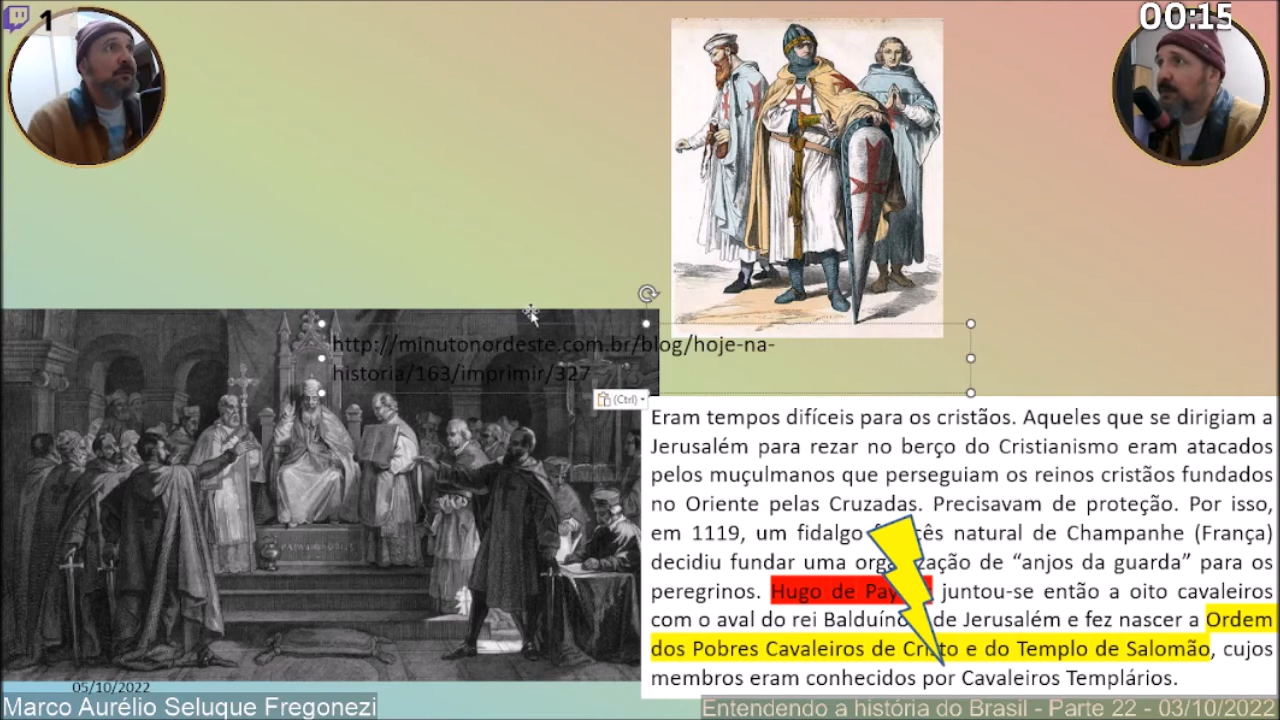 1
00:15
http://minutonordeste.com.br/blog/hoje-na-
historia/163/imprimir/327
(Ctrl)
Eram tempos difíceis para os cristãos. Aqueles que se dirigiam a
Jerusalém para rezar no berço do Cristianismo eram atacados
pelos muçulmanos que perseguiam os reinos cristãos fundados
no Oriente pelas Cruzadas. Precisavam de proteção. Por isso,
em 1119, um fidalgo francês natural de Champanhe (França)
decidiu fundar uma organização de “anjos da guarda” para os
peregrinos. Hugo de juntou-se então a oito cavaleiros
com o aval do rei Balduíno de Jerusalém e fez nascer a Ordem
dos Pobres Cavaleiros de Cristo e do Templo de Salomão, cujos
membros eram conhecidos por Cavaleiros Templários.
05/10/2022
Marco Aurélio Seluque Fregonezi
Entendendo a história do Brasil - Parte 22 - 03/10/2022